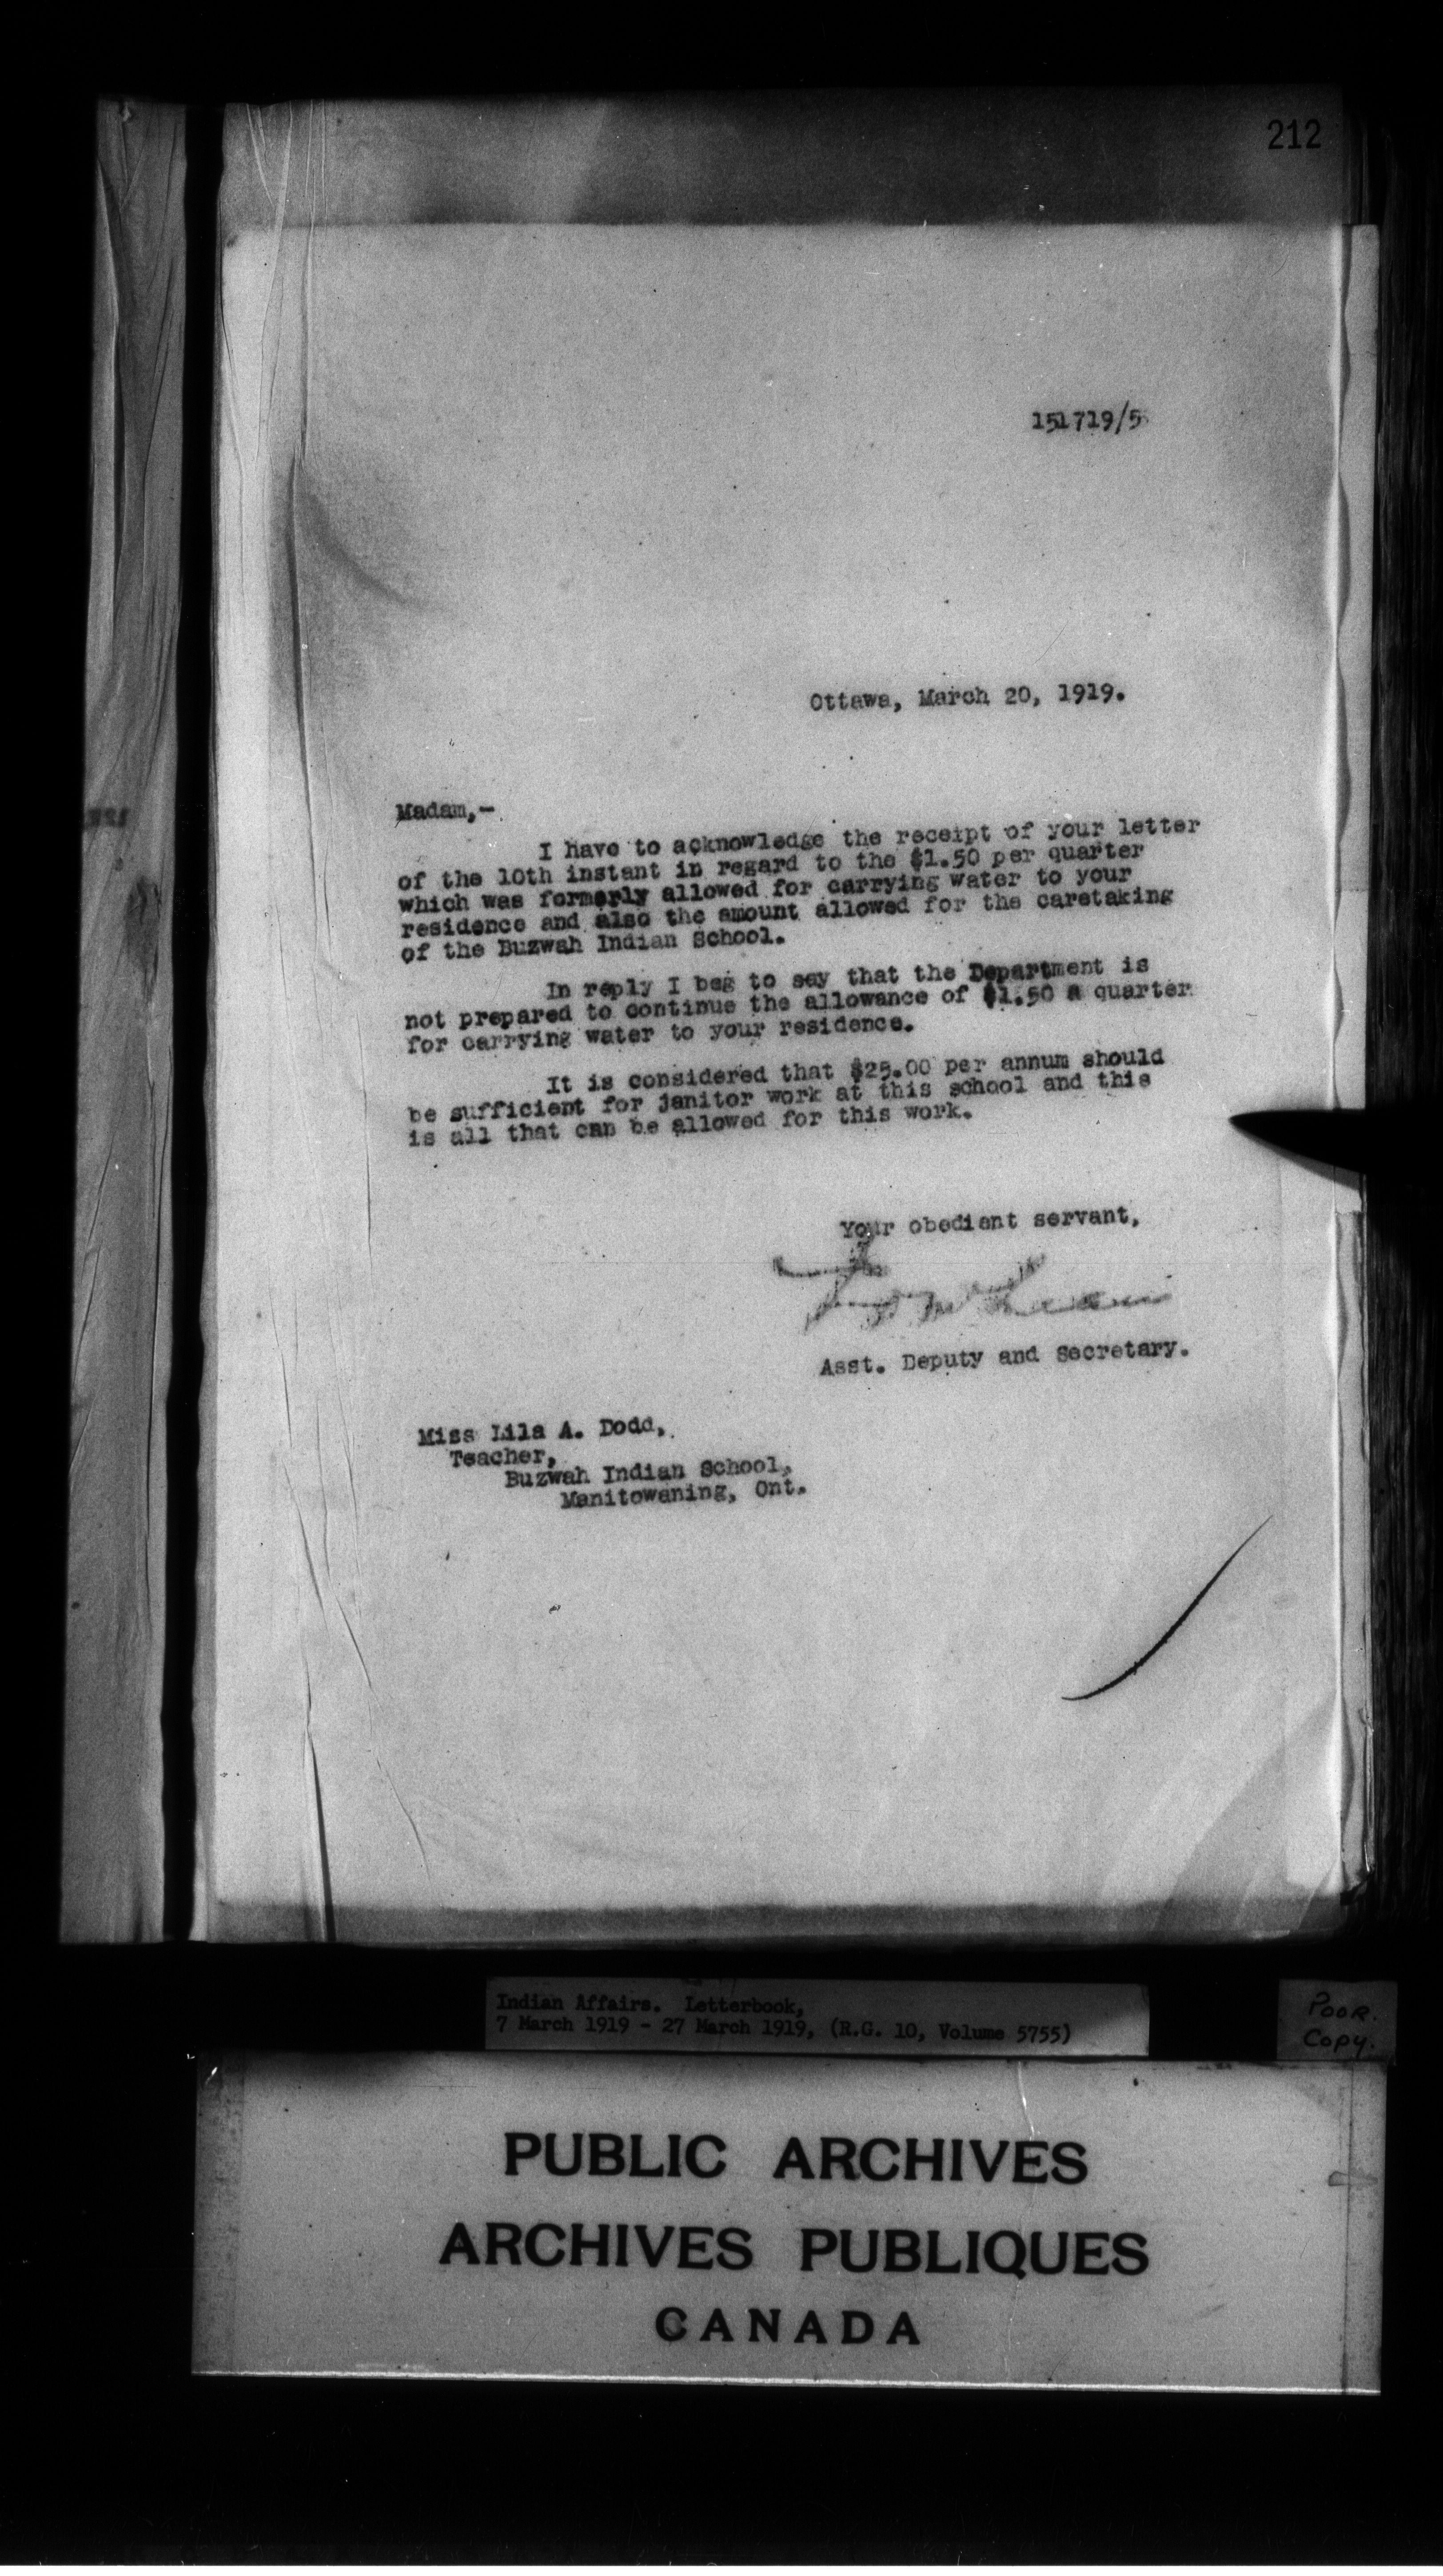 212
151719/5
Ottawa, March 20, 1919.
Madam,-
I have to acknowledge the receipt of your letter
of the 10th instant in regard to the $1.50 per quarter
which was formerly allowed for carrying water to your
residence and also the amount allowed for the caretaking
of the Buzwah Indian School.
In reply I beg to say that the Department is
not prepared to continue the allowance of $1.50 a quarter
for carrying water to your residence.
It is considered that $25.00 per annum should
be sufficient for janitor work at this school and this
is all that can be allowed for this work.
Your obedient servant,
Asst. Deputy and Secretary.
Miss Lila A. Dodd,
Teacher,
Buzwah Indian School,
Manitowaning, Ont.
Indian Affairs. Letterbook,
7 March 1919 - 27 March 1919, (R.G. 10, Volume 5755)
POOR.
Copy.
PUBLIC ARCHIVES
ARCHIVES PUBLIQUES
CANADA